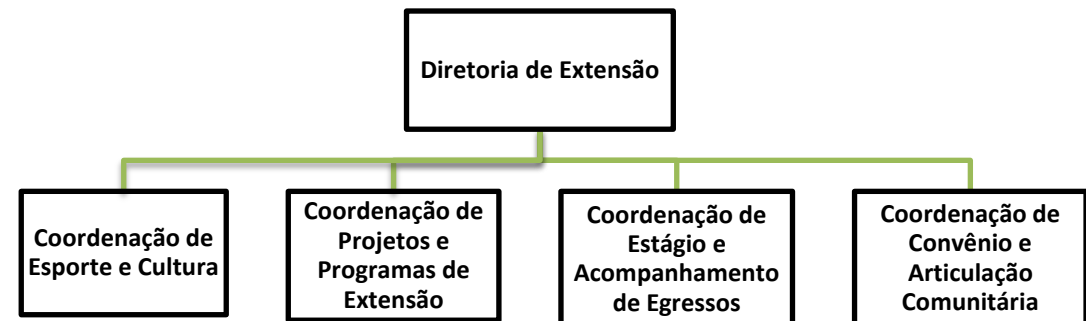 Diretoria de Extensão
Coordenação de
Esporte e Cultura
Coordenação de
Projetos e
Programas de
Extensão
Coordenação de
Estágio e
Acompanhamento
de Egressos
Coordenação de
Convênio e
Articulação
Comunitária